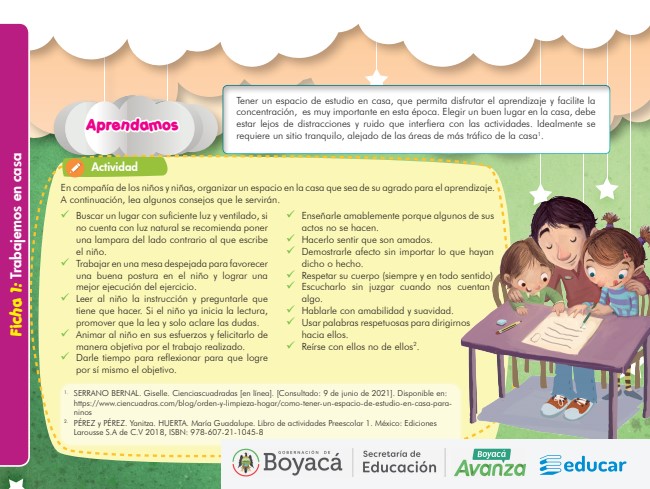 Ficha 1: Trabajemos en casa
Aprendamos
Tener un espacio de estudio en casa, que permita disfrutar el aprendizaje y facilite la
concentración, es muy importante en esta época. Elegir un buen lugar en la casa, debe
estar lejos de distracciones y ruido que interfiera con las actividades. Idealmente se
requiere un sitio tranquilo, alejado de las áreas de más tráfico de la casa¹.
Actividad
En compañía de los niños y niñas, organizar un espacio en la casa que sea de su agrado para el aprendizaje.
A continuación, lea algunos consejos que le servirán.
✓ Buscar un lugar con suficiente luz y ventilado, si
no cuenta con luz natural se recomienda poner
una lampara del lado contrario al que escribe
el niño.
✓ Trabajar en una mesa despejada para favorecer
una buena postura en el niño y lograr una
mejor ejecución del ejercicio.
✓ Leer al niño la instrucción y preguntarle que
tiene que hacer. Si el niño ya inicia la lectura,
promover que la lea y solo aclare las dudas.
✓ Animar al niño en sus esfuerzos y felicitarlo de
manera objetiva por el trabajo realizado.
✓ Darle tiempo para reflexionar para que logre
por sí mismo el objetivo.
✓ Enseñarle amablemente porque algunos de sus
actos no se hacen.
✓ Hacerlo sentir que son amados.
✓ Demostrarle afecto sin importar lo que hayan
dicho o hecho.
✓ Respetar su cuerpo (siempre y en todo sentido)
✓ Escucharlo sin juzgar cuando nos cuentan
algo.
✓ Hablarle con amabilidad y suavidad.
✓ Usar palabras respetuosas para dirigirnos
hacia ellos.
✓ Reírse con ellos no de ellos².
¹ SERRANO BERNAL. Giselle. Cienciascuadradas [en línea]. [Consultado: 9 de junio de 2021]. Disponible en:
https://www.ciencuadras.com/blog/orden-y-limpieza-hogar/como-tener-un-espacio-de-estudio-en-casa-para-
ninos
² PÉREZ y PÉREZ. Yanitza. HUERTA. María Guadalupe. Libro de actividades Preescolar 1. México: Ediciones
Larousse S.A de C.V 2018, ISBN: 978-607-21-1045-8
GOBERNACIÓN DE
Boyacá
Secretaría de
Educación
Boyacá
Avanza
educar